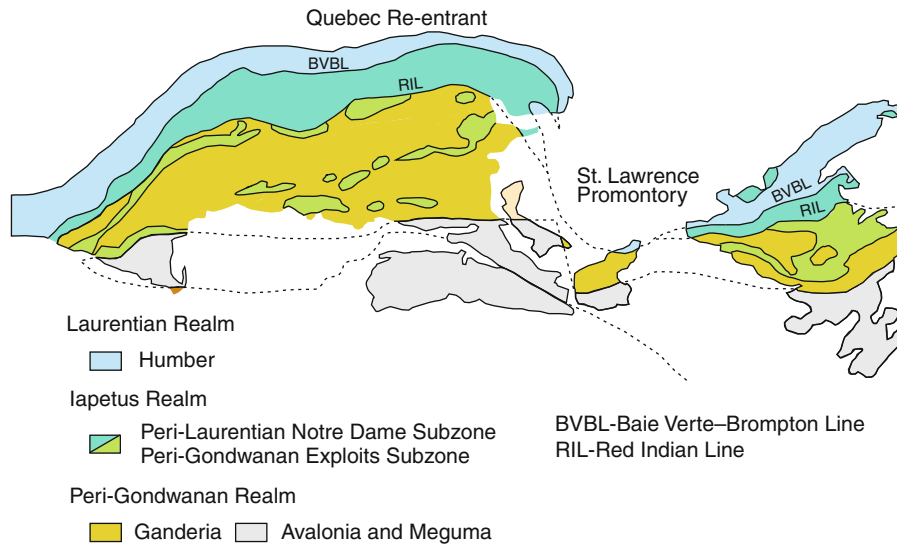 Quebec Re-entrant
BVBL
RIL
St. Lawrence
Promontory
BVBL
RIL
Laurentian Realm
Humber
Iapetus Realm
Peri-Laurentian Notre Dame Subzone
Peri-Gondwanan Exploits Subzone
BVBL-Baie Verte–Brompton Line
RIL-Red Indian Line
Peri-Gondwanan Realm
Ganderia
Avalonia and Meguma